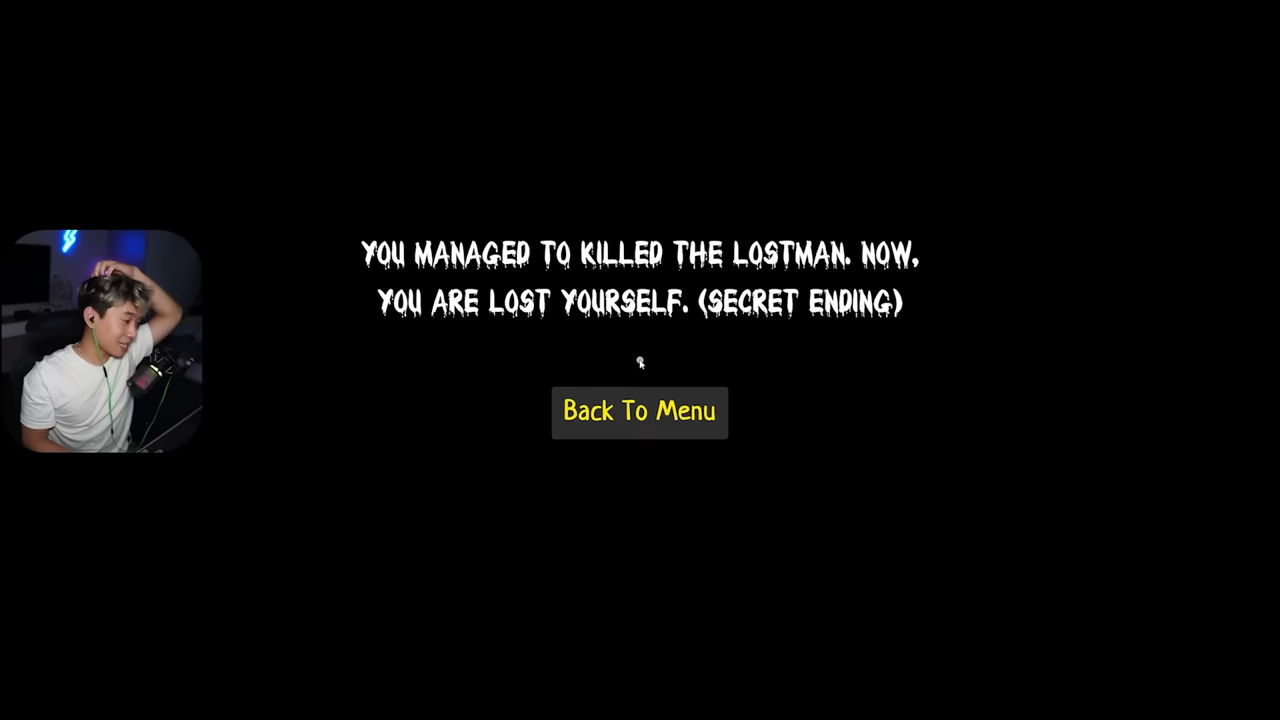 YOU MANAGED TO KILLED THE LOSTMAN. NOW,
YOU ARE LOST YOURSELF. (SECRET ENDING)
Back To Menu